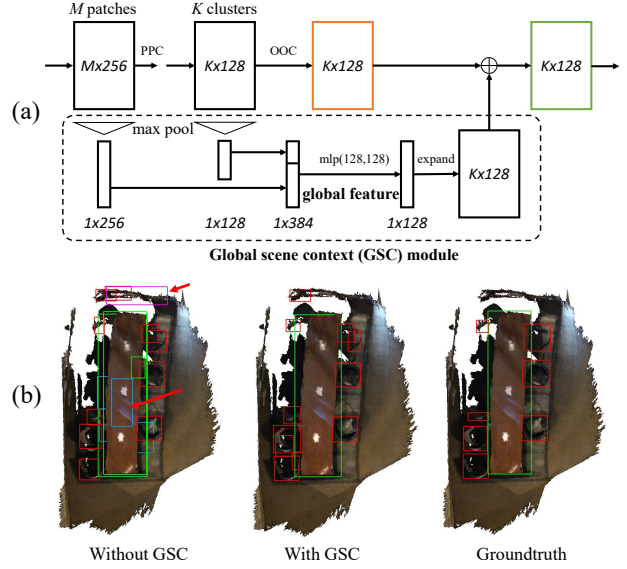 M patches
K clusters
Mx256
PPC
Kx128
OOC
Kx128
Kx128
(a)
max pool
mlp(128,128)
expand
Kx128
global feature
1x256
1x128
1x384
1x128
Global scene context (GSC) module
(b)
Without GSC
With GSC
Groundtruth